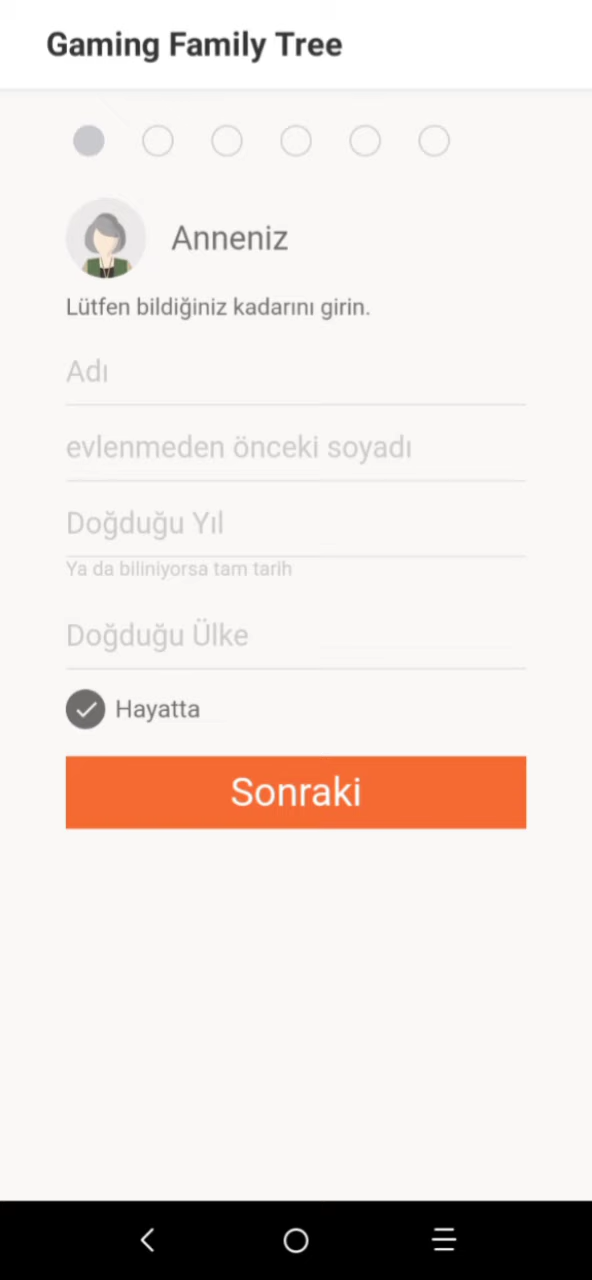 Gaming Family Tree
Anneniz
Lütfen bildiğiniz kadarını girin.
Adı
evlenmeden önceki soyadı
Doğduğu Yıl
Ya da biliniyorsa tam tarih
Doğduğu Ülke
Hayatta
Sonraki